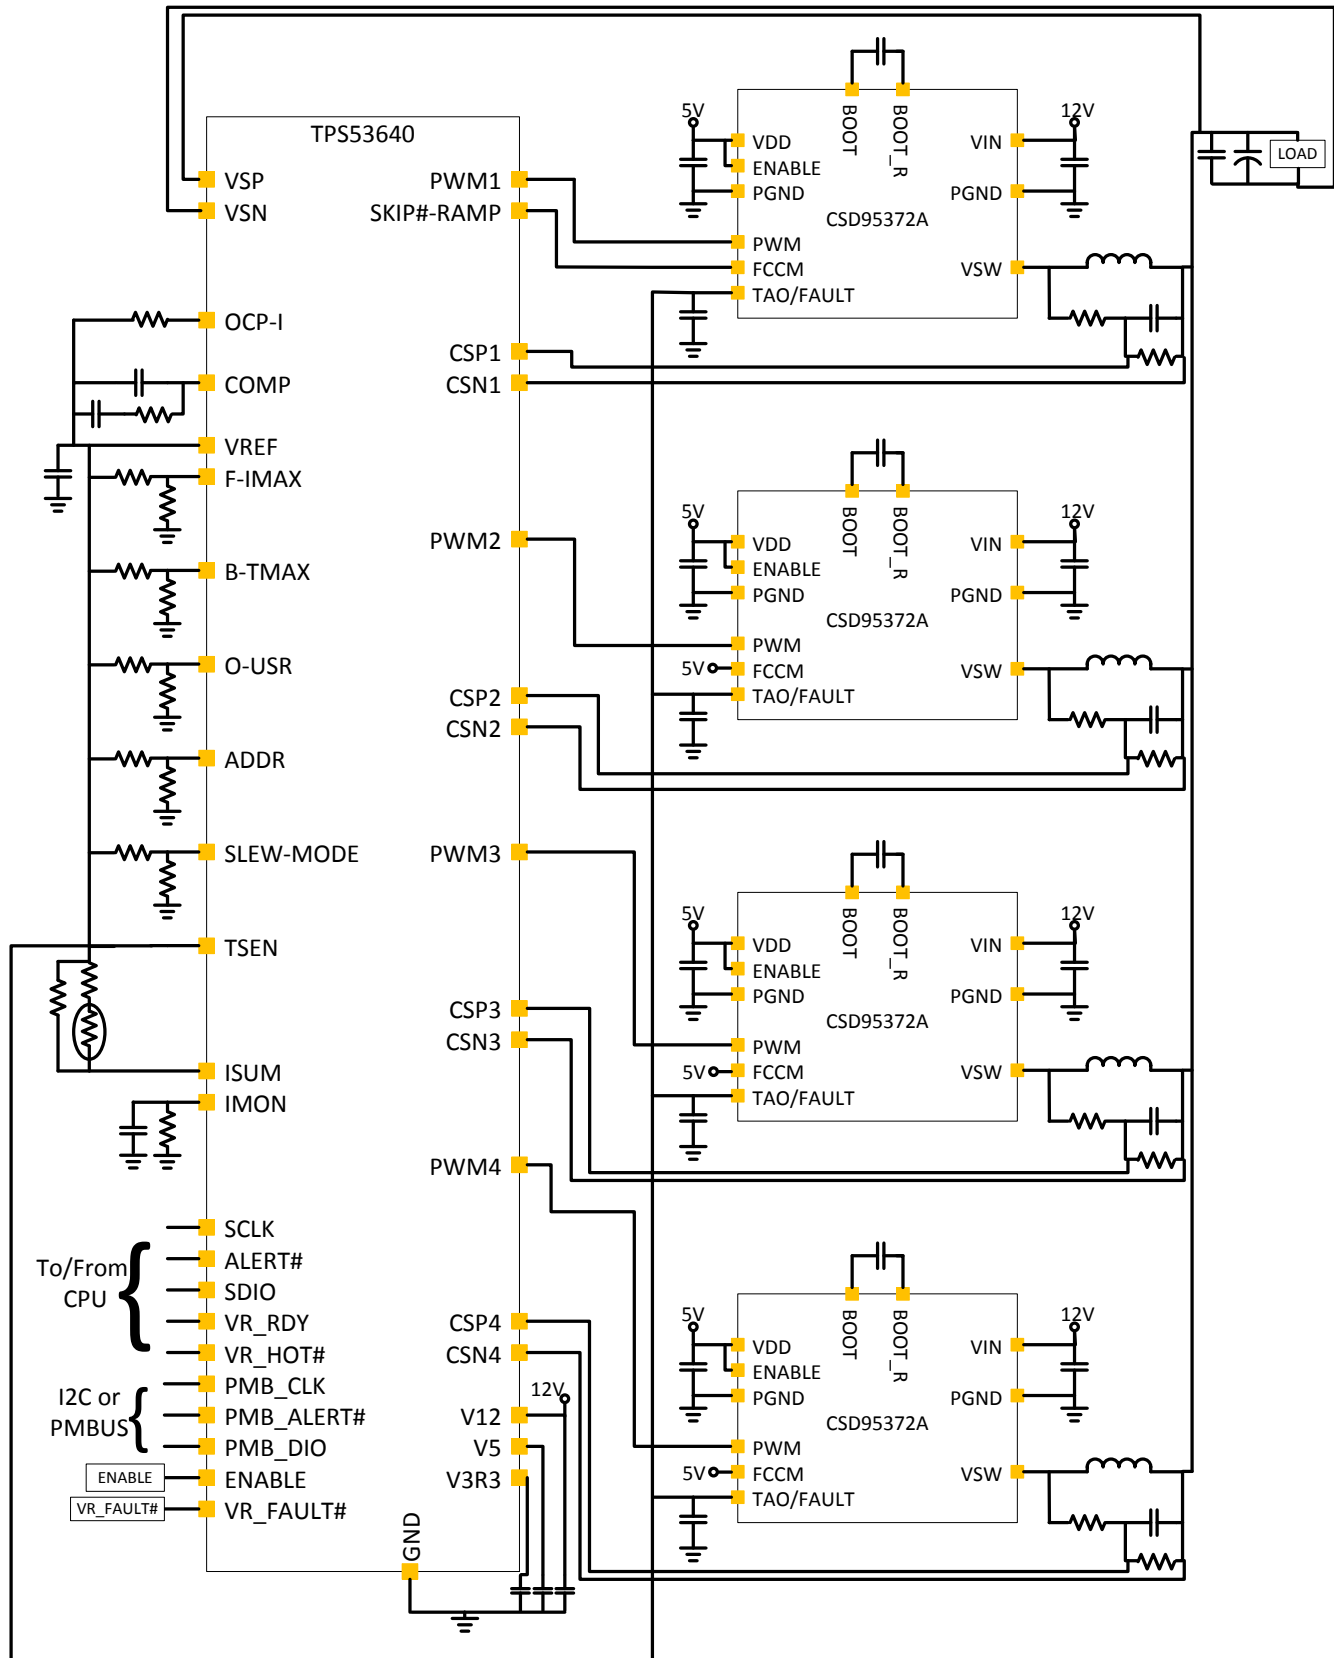 TPS53640
VSP
VSN
OCP-I
COMP
VREF
F-IMAX
B-TMAX
O-USR
ADDR
SLEW-MODE
TSEN
ISUM
IMON
SCLK
ALERT#
SDIO
VR_RDY
VR_HOT#
PMB_CLK
PMB_ALERT#
PMB_DIO
ENABLE
VR_FAULT#
To/From
CPU
I2C or
PMBUS
ENABLE
VR_FAULT#
PWM1
SKIP#-RAMP
CSP1
CSN1
PWM2
CSP2
CSN2
PWM3
CSP3
CSN3
PWM4
CSP4
CSN4
V12
V5
V3R3
GND
12V
5V
VDD
ENABLE
PGND
PWM
FCCM
TAO/FAULT
BOOT
BOOT_R
CSD95372A
VIN
PGND
VSW
12V
LOAD
5V
VDD
ENABLE
PGND
PWM
5V
FCCM
TAO/FAULT
BOOT
BOOT_R
CSD95372A
VIN
PGND
VSW
12V
5V
VDD
ENABLE
PGND
PWM
5V
FCCM
TAO/FAULT
BOOT
BOOT_R
CSD95372A
VIN
PGND
VSW
12V
5V
VDD
ENABLE
PGND
PWM
5V
FCCM
TAO/FAULT
BOOT
BOOT_R
CSD95372A
VIN
PGND
VSW
12V